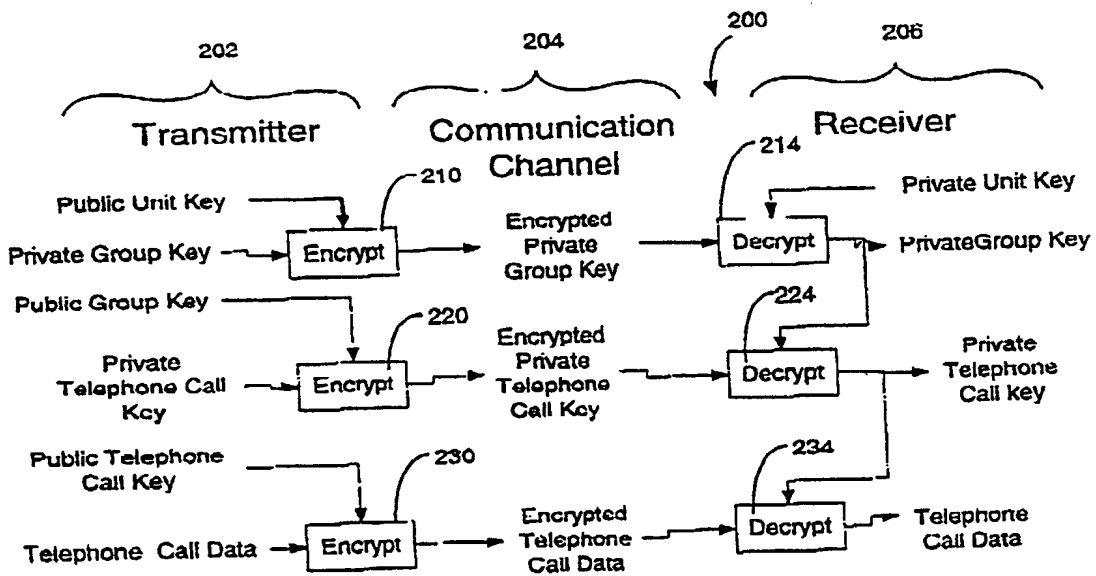 202
204
200
206
Transmitter
Communication
Channel
Receiver
210
214
Public Unit Key
Private Unit Key
Private Group Key
Encrypt
Encrypted
Private
Group Key
Decrypt
PrivateGroup Key
Public Group Key
220
224
Private
Telephone Call
Key
Encrypt
Encrypted
Private
Telephone
Call Key
Decrypt
Private
Telephone
Call key
Public Telephone
Call Key
230
234
Telephone Call Data
Encrypt
Encrypted
Telephone
Call Data
Decrypt
Telephone
Call Data